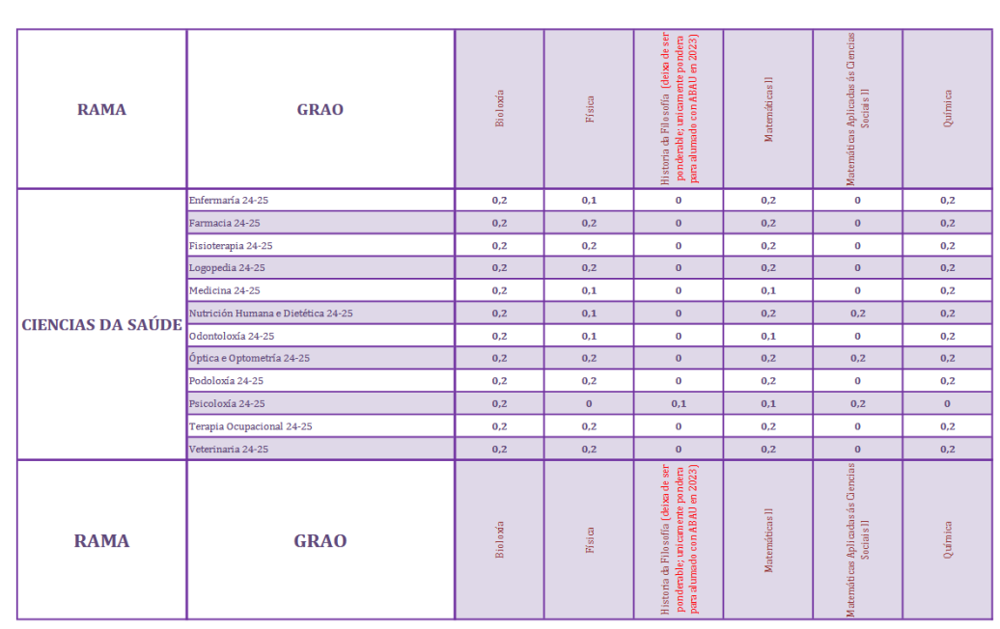 RAMA
GRAO
Bioloxía
Física
Historia da Filosofía (deixa de ser
ponderable; unicamente pondera
para alumado con ABAU en 2023)
Matemáticas II
Matemáticas Aplicadas ás Ciencias
Sociais II
Química
CIENCIAS DA SAÚDE
Enfermaría 24-25 0,2 0,1 0 0,2 0 0,2
Farmacia 24-25 0,2 0,2 0 0,2 0 0,2
Fisioterapia 24-25 0,2 0,2 0 0,2 0 0,2
Logopedia 24-25 0,2 0,2 0 0,2 0 0,2
Medicina 24-25 0,2 0,1 0 0,1 0 0,2
Nutrición Humana e Dietética 24-25 0,2 0,1 0 0,2 0,2 0,2
Odontoloxía 24-25 0,2 0,1 0 0,1 0 0,2
Óptica e Optometría 24-25 0,2 0,2 0 0,2 0,2 0,2
Podoloxía 24-25 0,2 0,2 0 0,2 0 0,2
Psicoloxía 24-25 0,2 0 0,1 0,1 0,2 0
Terapia Ocupacional 24-25 0,2 0,2 0 0,2 0 0,2
Veterinaria 24-25 0,2 0,2 0 0,2 0 0,2
RAMA
GRAO
Bioloxía
Física
Historia da Filosofía (deixa de ser
ponderable; unicamente pondera
para alumado con ABAU en 2023)
Matemáticas II
Matemáticas Aplicadas ás Ciencias
Sociais II
Química